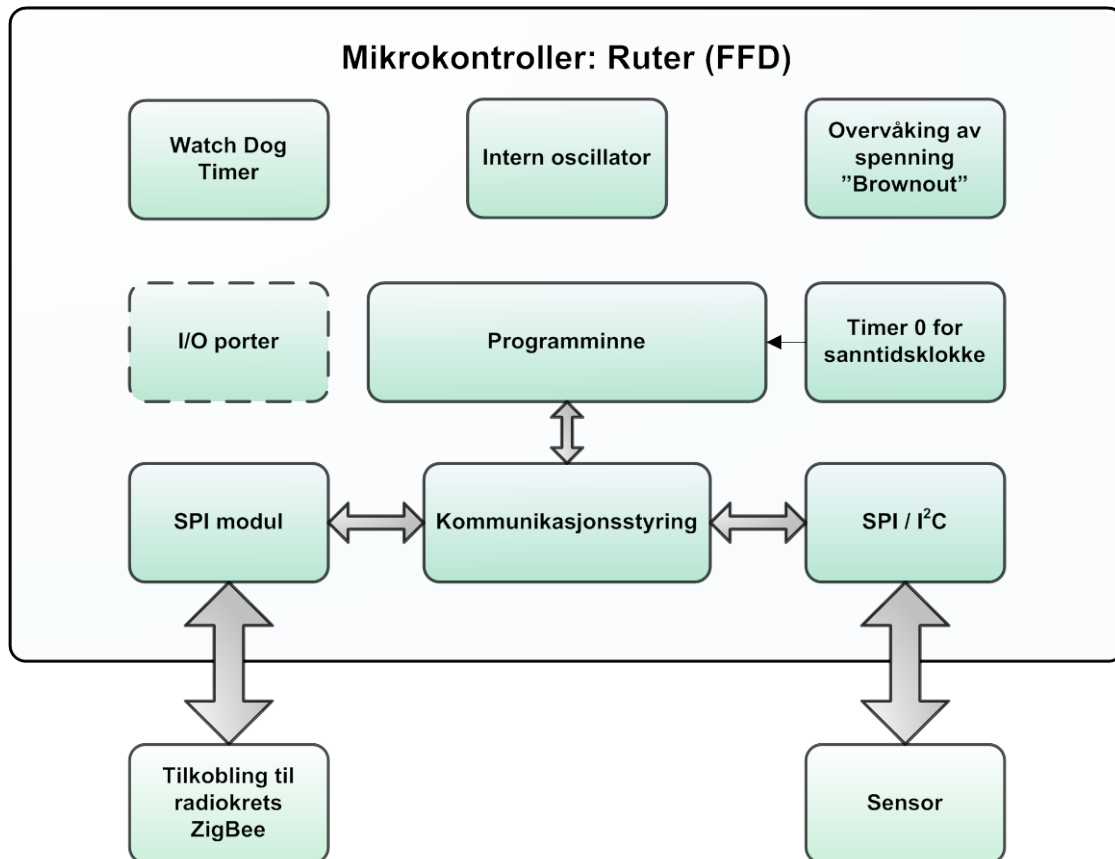 Mikrokontroller: Ruter (FFD)
Watch Dog
Timer
Intern oscillator
Overvåking av
spenning
”Brownout”
I/O porter
Programminne
Timer 0 for
sanntidsklokke
SPI modul
Kommunikasjonsstyring
SPI / I²C
Tilkobling til
radiokrets
ZigBee
Sensor